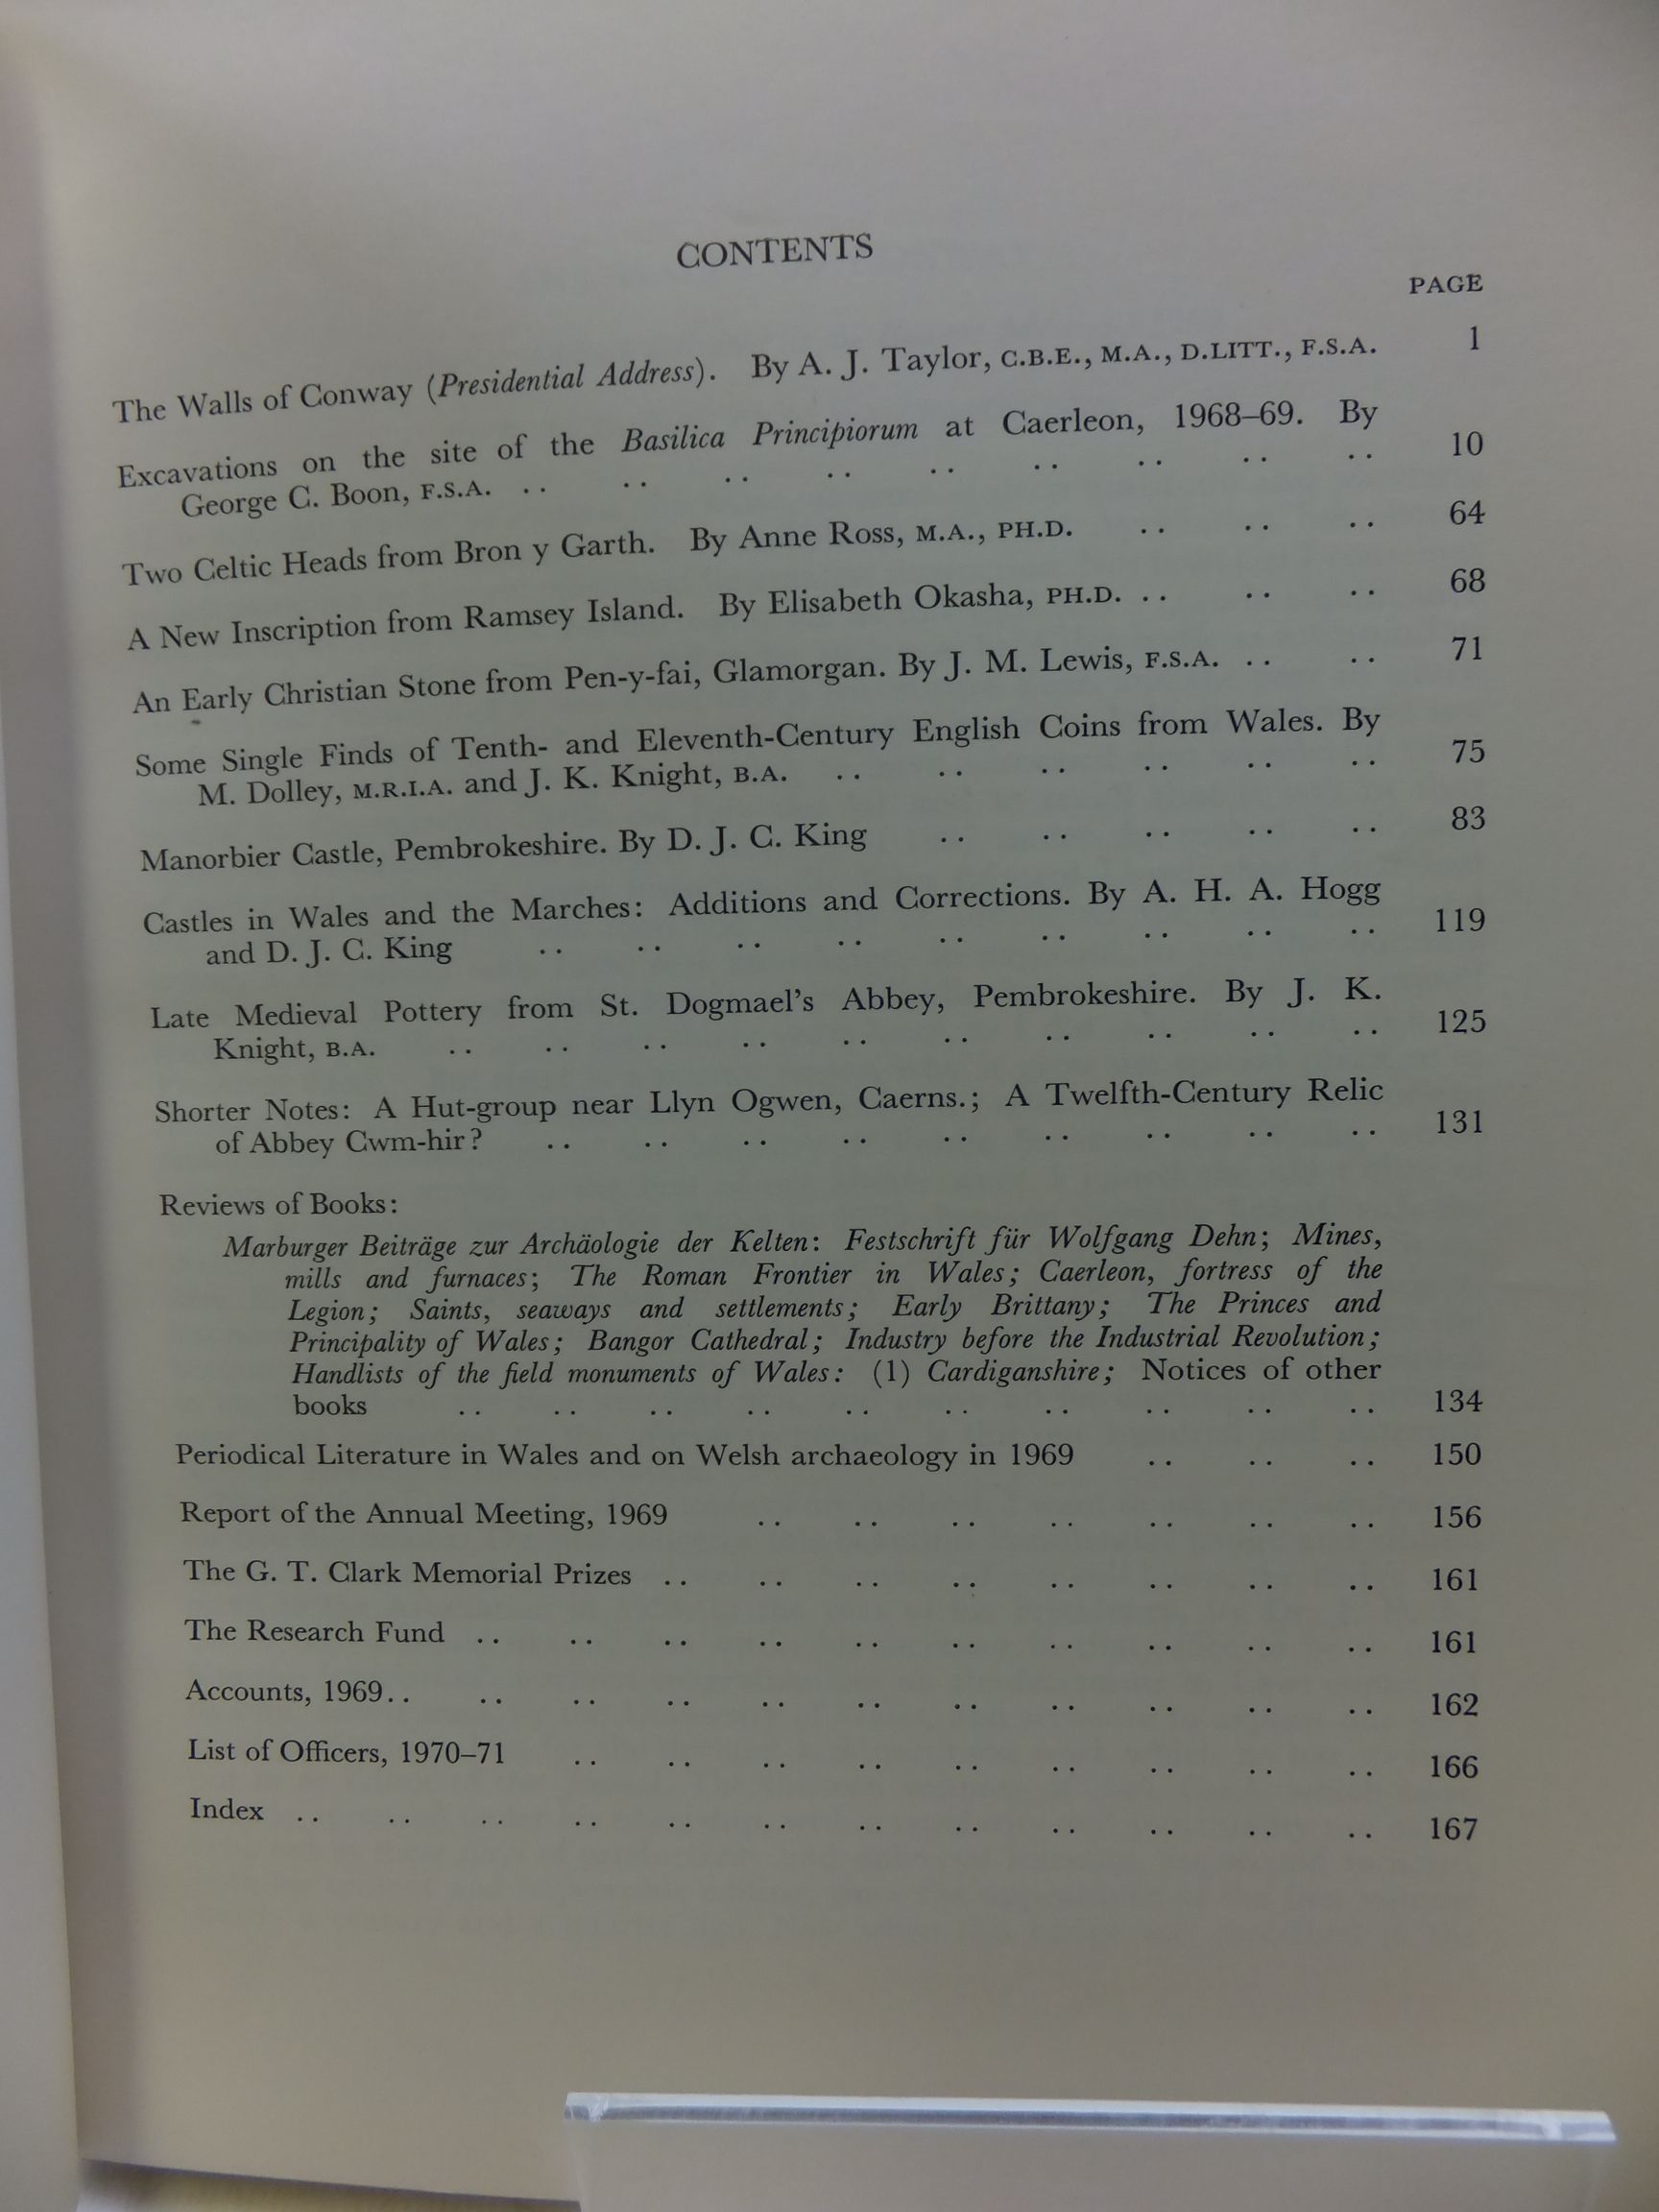 CONTENTS
PAGE
The Walls of Conway (Presidential Address). By A. J. Taylor, C.B.E., M.A., D.LITT., F.S.A. 1
Excavations on the site of the Basilica Principiorum at Caerleon, 1968–69. By
George C. Boon, F.S.A. .. .. .. .. .. .. .. .. .. 10
Two Celtic Heads from Bron y Garth. By Anne Ross, M.A., PH.D. .. .. .. 64
A New Inscription from Ramsey Island. By Elisabeth Okasha, PH.D. .. .. .. 68
An Early Christian Stone from Pen-y-fai, Glamorgan. By J. M. Lewis, F.S.A. .. .. 71
Some Single Finds of Tenth- and Eleventh-Century English Coins from Wales. By
M. Dolley, M.R.I.A. and J. K. Knight, B.A. .. .. .. .. .. .. 75
Manorbier Castle, Pembrokeshire. By D. J. C. King .. .. .. .. .. 83
Castles in Wales and the Marches: Additions and Corrections. By A. H. A. Hogg
and D. J. C. King .. .. .. .. .. .. .. .. .. 119
Late Medieval Pottery from St. Dogmael's Abbey, Pembrokeshire. By J. K.
Knight, B.A. .. .. .. .. .. .. .. .. .. .. 125
Shorter Notes: A Hut-group near Llyn Ogwen, Caerns.; A Twelfth-Century Relic
of Abbey Cwm-hir? .. .. .. .. .. .. .. .. .. 131
Reviews of Books:
Marburger Beiträge zur Archäologie der Kelten: Festschrift für Wolfgang Dehn; Mines,
mills and furnaces; The Roman Frontier in Wales; Caerleon, fortress of the
Legion; Saints, seaways and settlements; Early Brittany; The Princes and
Principality of Wales; Bangor Cathedral; Industry before the Industrial Revolution;
Handlists of the field monuments of Wales: (1) Cardiganshire; Notices of other
books .. .. .. .. .. .. .. .. .. .. 134
Periodical Literature in Wales and on Welsh archaeology in 1969 .. .. .. 150
Report of the Annual Meeting, 1969 .. .. .. .. .. .. .. 156
The G. T. Clark Memorial Prizes .. .. .. .. .. .. .. .. 161
The Research Fund .. .. .. .. .. .. .. .. .. .. 161
Accounts, 1969.. .. .. .. .. .. .. .. .. .. .. 162
List of Officers, 1970–71 .. .. .. .. .. .. .. .. .. 166
Index .. .. .. .. .. .. .. .. .. .. .. .. 167